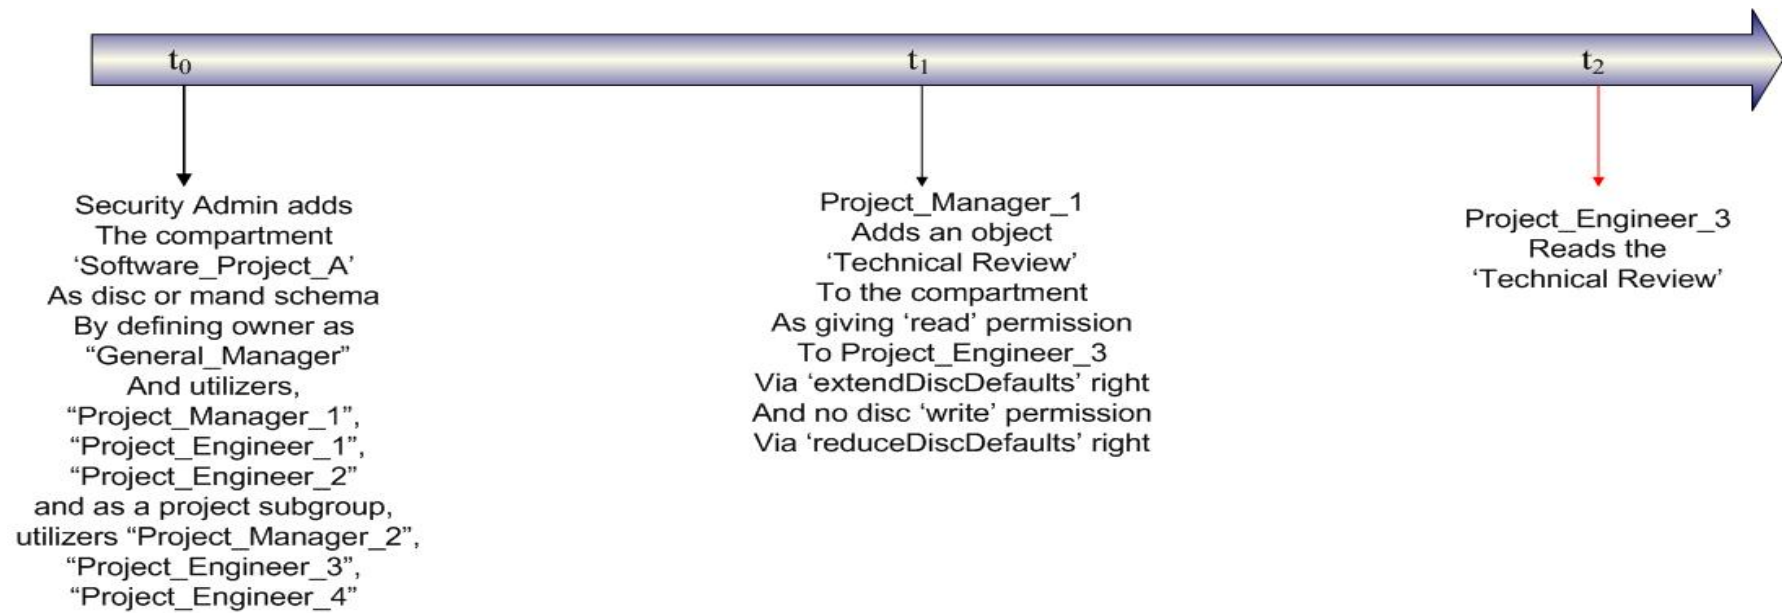 t₀
t₁
t₂
Security Admin adds
The compartment
‘Software_Project_A’
As disc or mand schema
By defining owner as
“General_Manager”
And utilizers,
“Project_Manager_1”,
“Project_Engineer_1”,
“Project_Engineer_2”
and as a project subgroup,
utilizers “Project_Manager_2”,
“Project_Engineer_3”,
“Project_Engineer_4”
Project_Manager_1
Adds an object
‘Technical Review’
To the compartment
As giving ‘read’ permission
To Project_Engineer_3
Via ‘extendDiscDefaults’ right
And no disc ‘write’ permission
Via ‘reduceDiscDefaults’ right
Project_Engineer_3
Reads the
‘Technical Review’